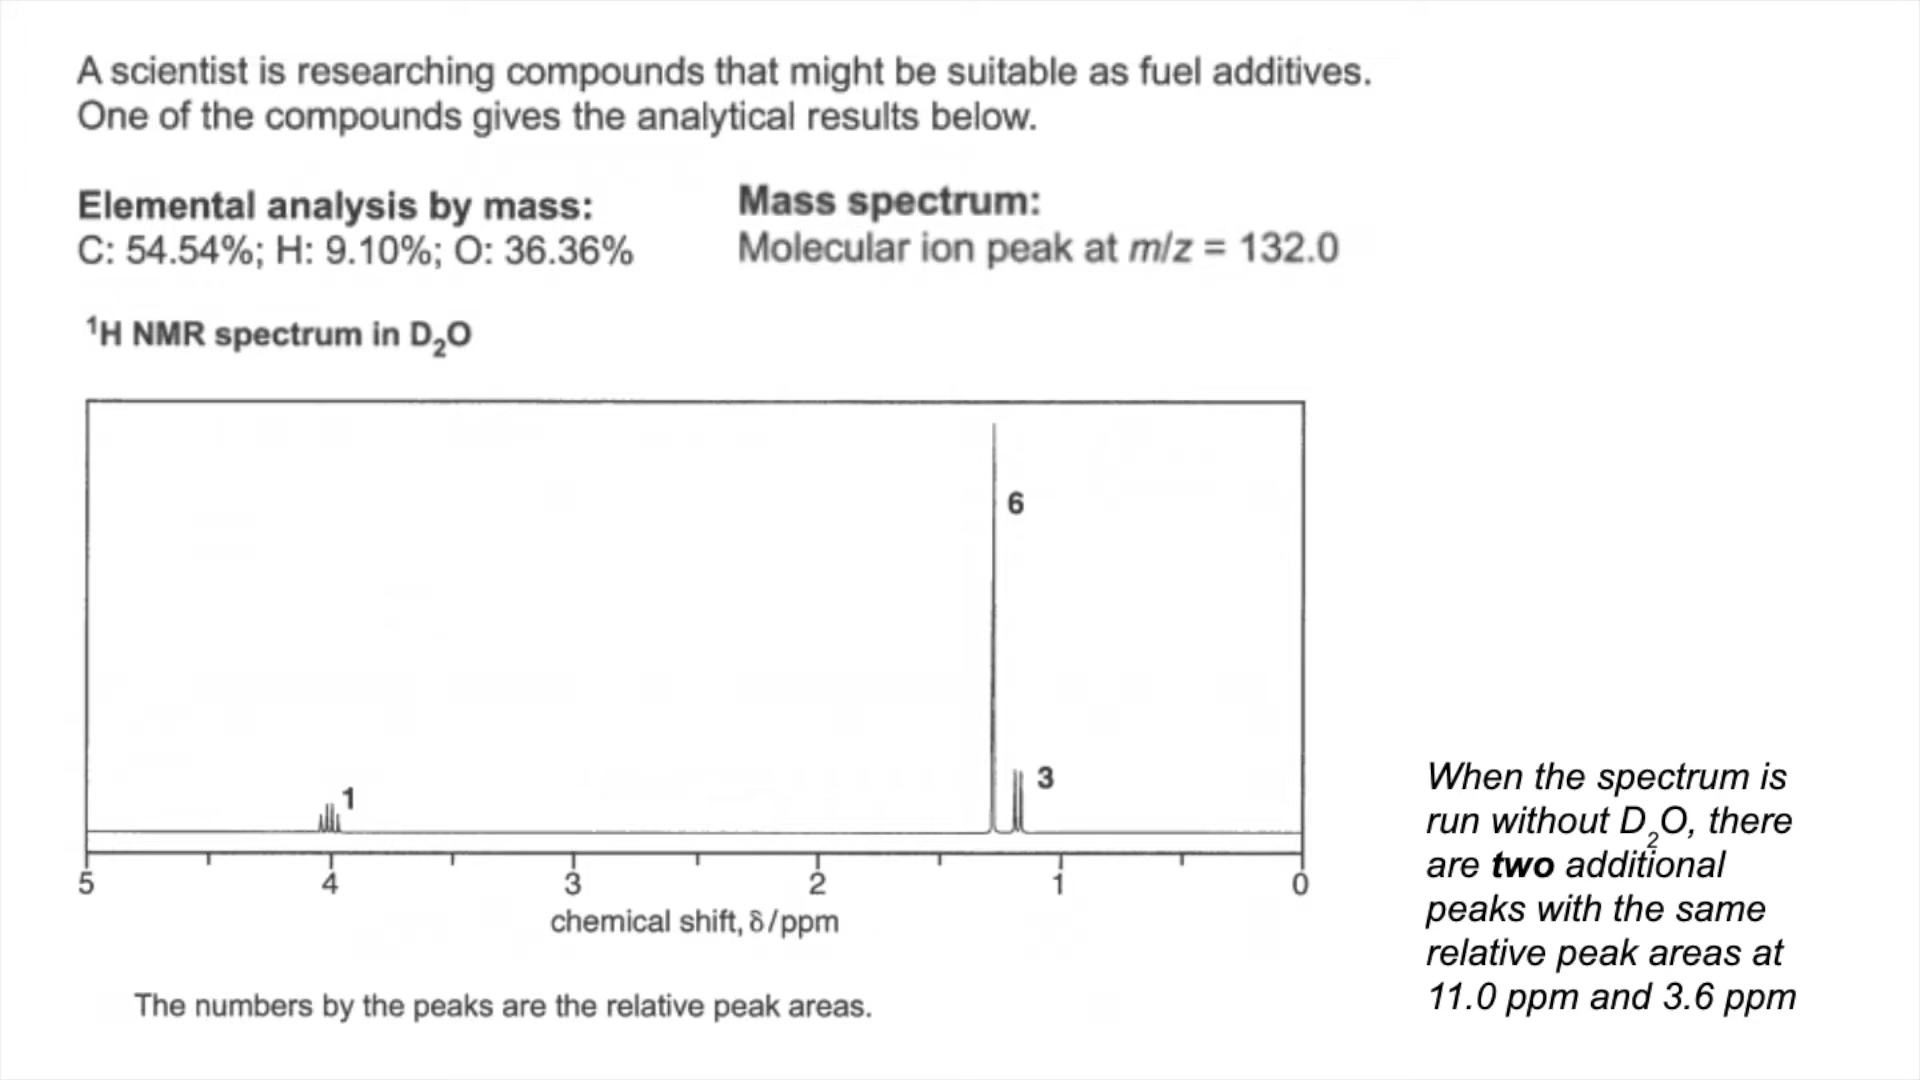 A scientist is researching compounds that might be suitable as fuel additives.
One of the compounds gives the analytical results below.
Elemental analysis by mass:
C: 54.54%; H: 9.10%; O: 36.36%
Mass spectrum:
Molecular ion peak at m/z = 132.0
¹H NMR spectrum in D₂O
6
3
1
5 4 3 2 1 0
chemical shift, δ/ppm
The numbers by the peaks are the relative peak areas.
When the spectrum is
run without D₂O, there
are two additional
peaks with the same
relative peak areas at
11.0 ppm and 3.6 ppm